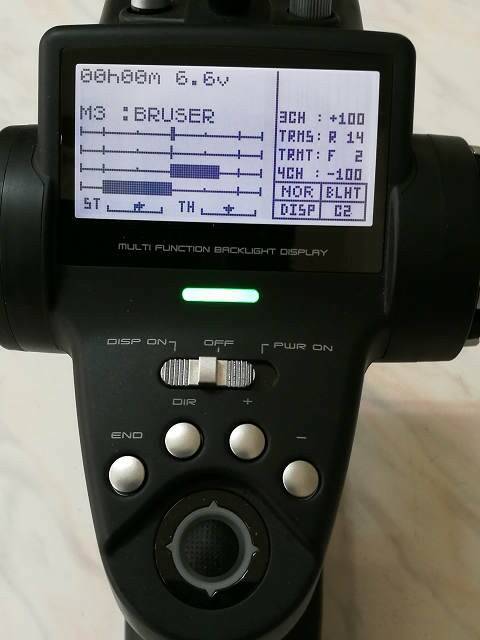 00h00m 6.6v
M3 :BRUSER
ST TH
3CH : +100
TRMS: R 14
TRMT: F 2
4CH : -100
NOR BLHT
DISP C2
MULTI FUNCTION BACKLIGHT DISPLAY
DISP ON OFF PWR ON
DIR +
END -